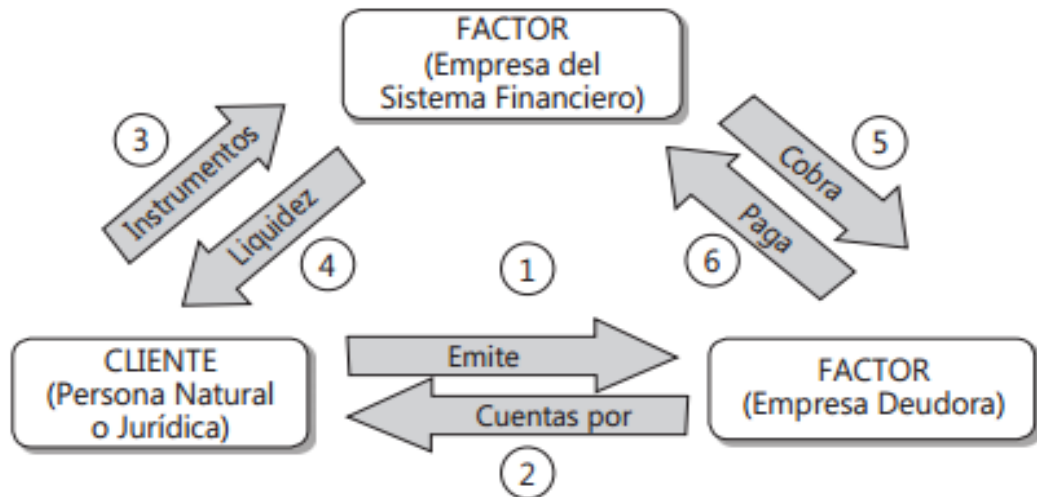 FACTOR
(Empresa del
Sistema Financiero)
3
Instrumentos
Liquidez
4
5
Cobra
Paga
6
1
CLIENTE
(Persona Natural
o Jurídica)
Emite
Cuentas por
2
FACTOR
(Empresa Deudora)